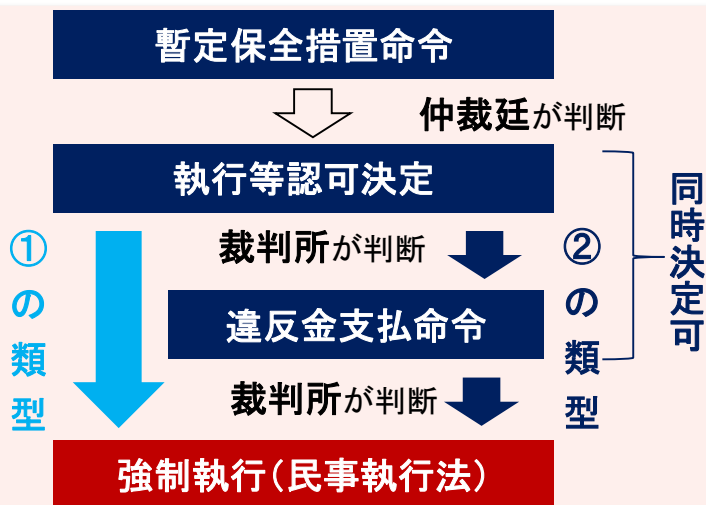 暫定保全措置命令
仲裁廷が判断
執行等認可決定
同時決定可
①の類型
裁判所が判断
②の類型
違反金支払命令
裁判所が判断
強制執行(民事執行法)